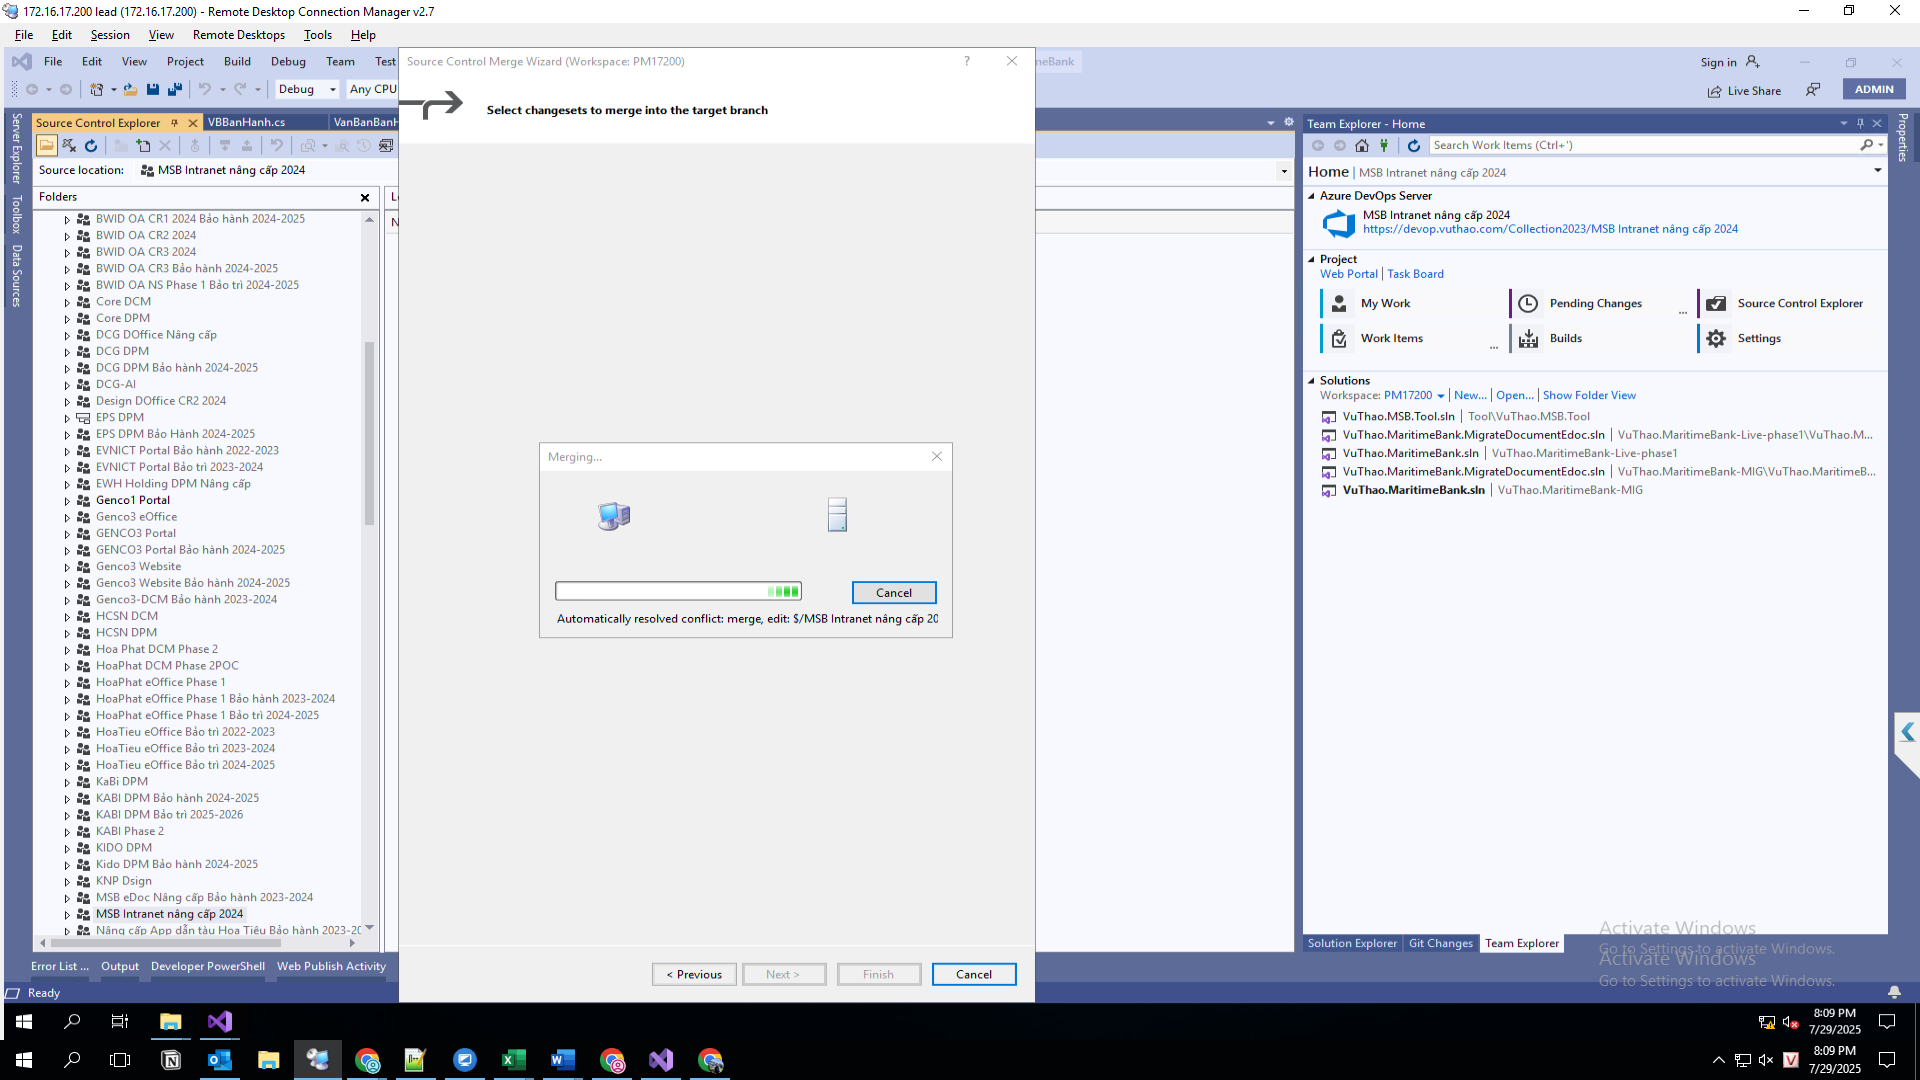 172.16.17.200 lead (172.16.17.200) - Remote Desktop Connection Manager v2.7
File Edit Session View Remote Desktops Tools Help
File Edit View Project Build Debug Team Test
Sign in
Debug Any CPU
Live Share ADMIN
Source Control Merge Wizard (Workspace: PM17200) ?
Select changesets to merge into the target branch
Source Control Explorer VBBanHanh.cs VanBanBanH
Source location: MSB Intranet nâng cấp 2024
Folders
BWID OA CR1 2024 Bảo hành 2024-2025
BWID OA CR2 2024
BWID OA CR3 2024
BWID OA CR3 Bảo hành 2024-2025
BWID OA NS Phase 1 Bảo trì 2024-2025
Core DCM
Core DPM
DCG DOffice Nâng cấp
DCG DPM
DCG DPM Bảo hành 2024-2025
DCG-AI
Design DOffice CR2 2024
EPS DPM
EPS DPM Bảo Hành 2024-2025
EVNICT Portal Bảo hành 2022-2023
EVNICT Portal Bảo trì 2023-2024
EWH Holding DPM Nâng cấp
Genco1 Portal
Genco3 eOffice
GENCO3 Portal
GENCO3 Portal Bảo hành 2024-2025
Genco3 Website
Genco3 Website Bảo hành 2024-2025
Genco3-DCM Bảo hành 2023-2024
HCSN DCM
HCSN DPM
Hoa Phat DCM Phase 2
HoaPhat DCM Phase 2POC
HoaPhat eOffice Phase 1
HoaPhat eOffice Phase 1 Bảo hành 2023-2024
HoaPhat eOffice Phase 1 Bảo trì 2024-2025
HoaTieu eOffice Bảo trì 2022-2023
HoaTieu eOffice Bảo trì 2023-2024
HoaTieu eOffice Bảo trì 2024-2025
KaBi DPM
KABI DPM Bảo hành 2024-2025
KABI DPM Bảo trì 2025-2026
KABI Phase 2
KIDO DPM
Kido DPM Bảo hành 2024-2025
KNP Dsign
MSB eDoc Nâng cấp Bảo hành 2023-2024
MSB Intranet nâng cấp 2024
Nâng cấp App dẫn tàu Hoa Tiêu Bảo hành 2023-20
Server Explorer
Toolbox
Data Sources
Merging...
Cancel
Automatically resolved conflict: merge, edit: $/MSB Intranet nâng cấp 20
< Previous Next > Finish Cancel
Team Explorer - Home
Search Work Items (Ctrl+')
Home | MSB Intranet nâng cấp 2024
Azure DevOps Server
MSB Intranet nâng cấp 2024
https://devop.vuthao.com/Collection2023/MSB Intranet nâng cấp 2024
Project
Web Portal | Task Board
My Work Pending Changes ... Source Control Explorer
Work Items ... Builds Settings
Solutions
Workspace: PM17200 | New... | Open... | Show Folder View
VuThao.MSB.Tool.sln | Tool\VuThao.MSB.Tool
VuThao.MaritimeBank.MigrateDocumentEdoc.sln | VuThao.MaritimeBank-Live-phase1\VuThao.M...
VuThao.MaritimeBank.sln | VuThao.MaritimeBank-Live-phase1
VuThao.MaritimeBank.MigrateDocumentEdoc.sln | VuThao.MaritimeBank-MIG\VuThao.MaritimeB...
VuThao.MaritimeBank.sln | VuThao.MaritimeBank-MIG
Properties
Activate Windows
Go to Settings to activate Windows.
Activate Windows
Go to Settings to activate Windows.
Solution Explorer Git Changes Team Explorer
Error List ... Output Developer PowerShell Web Publish Activity
Ready
8:09 PM
7/29/2025
8:09 PM
7/29/2025